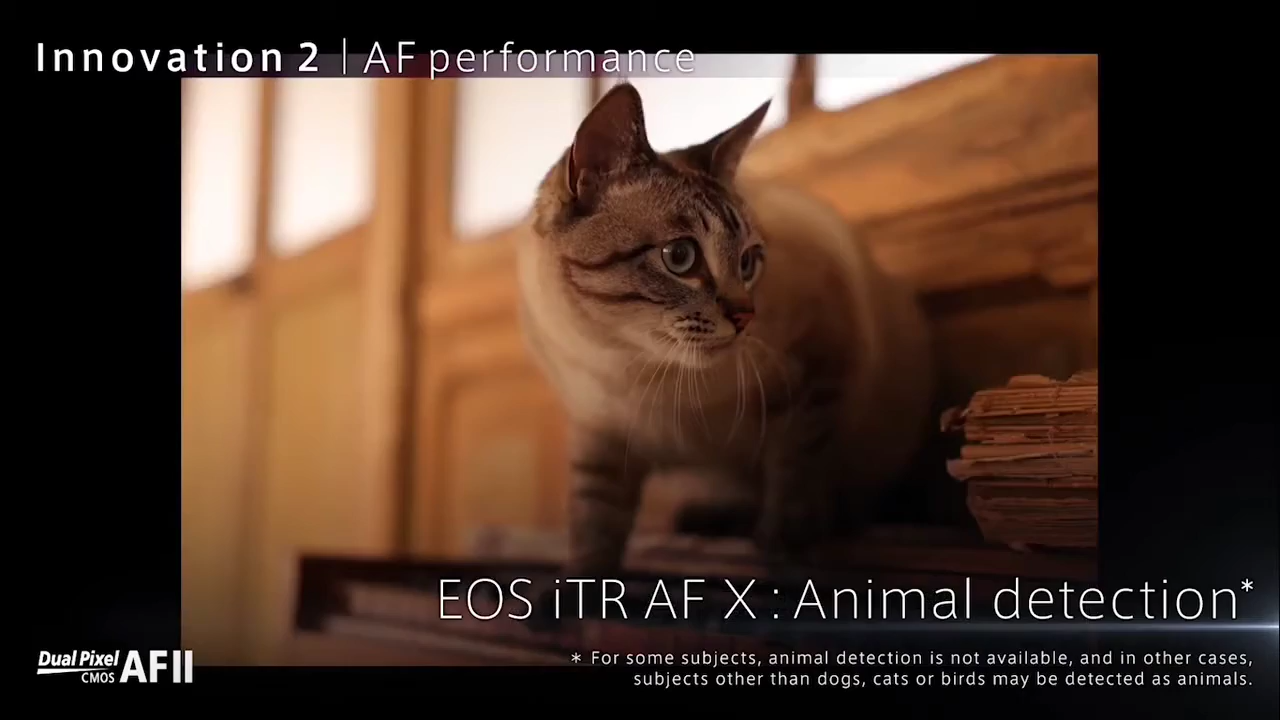 Innovation 2 | AF performance
EOS iTR AF X : Animal detection*
* For some subjects, animal detection is not available, and in other cases,
subjects other than dogs, cats or birds may be detected as animals.
Dual Pixel
CMOS AF II